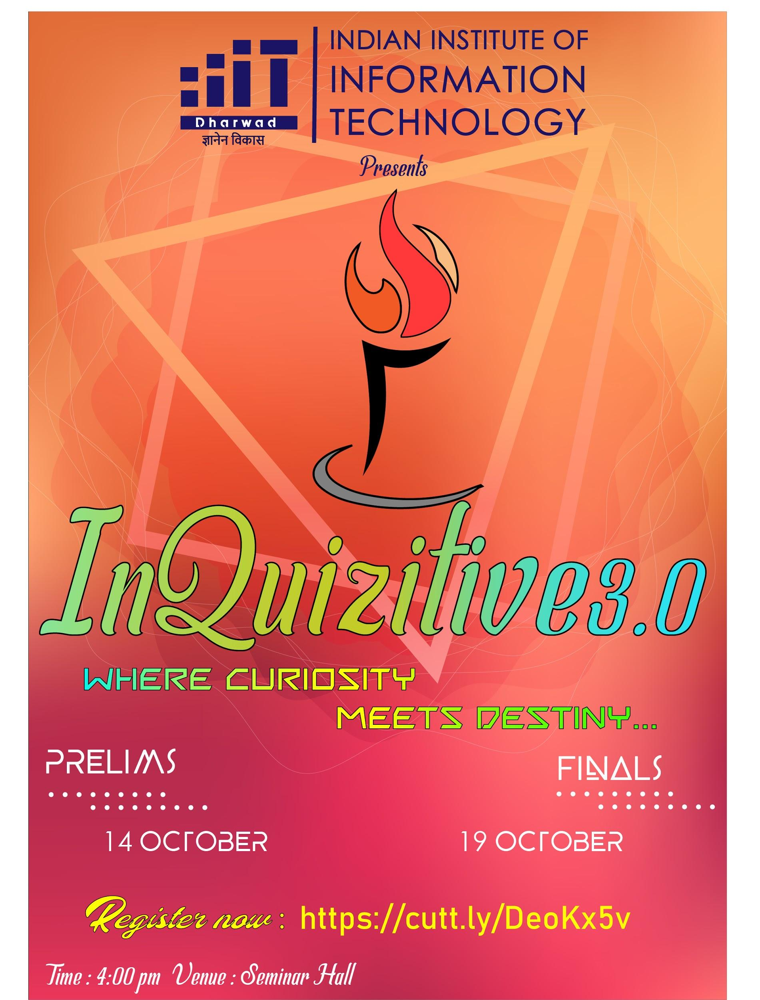 IIIT
INDIAN INSTITUTE OF
INFORMATION
TECHNOLOGY
Dharwad
ज्ञानेन विकास
Presents
InQuizitive3.0
WHERE CURIOSITY
MEETS DESTINY...
PRELIMS
FINALS
14 OCTOBER
19 OCTOBER
Register now : https://cutt.ly/DeoKx5v
Time : 4:00 pm Venue : Seminar Hall